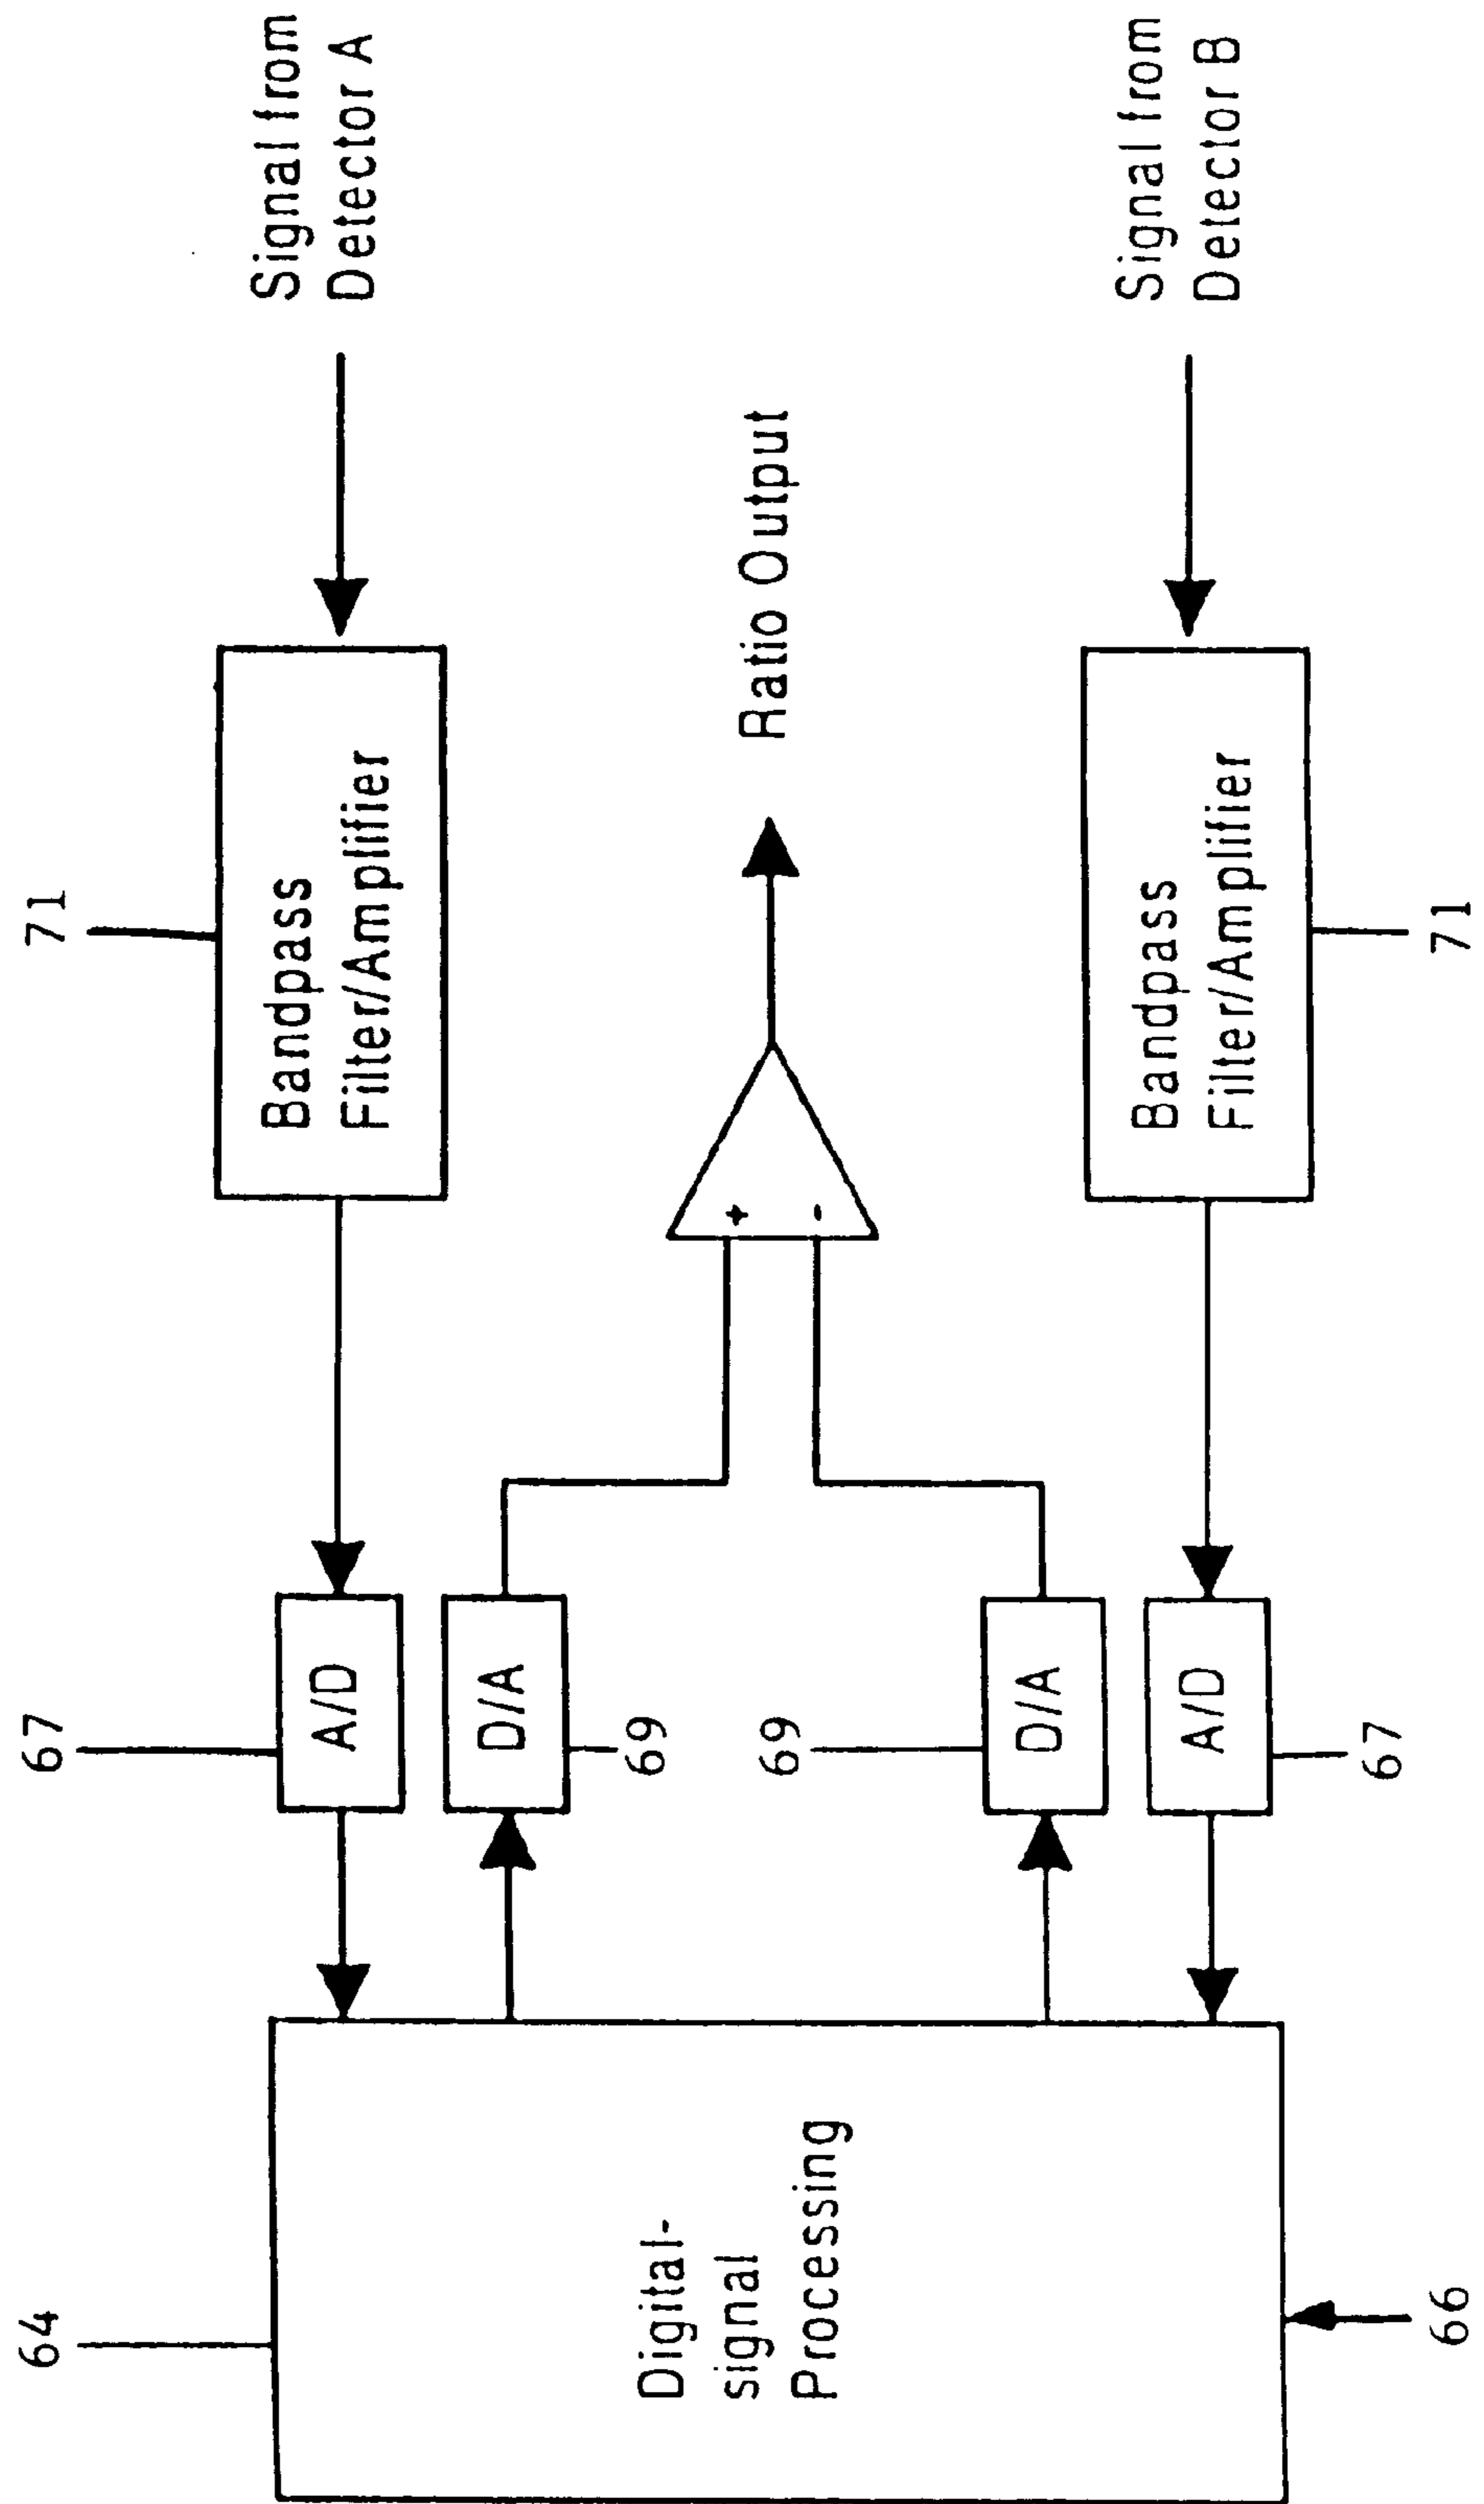 64
67
71
Signal from
Detector A
Bandpass
Filter/Amplifier
A/D
D/A
69
Digital-
signal
Processing
+
-
Ratio Output
69
D/A
A/D
Bandpass
Filter/Amplifier
Signal from
Detector B
66
67
71